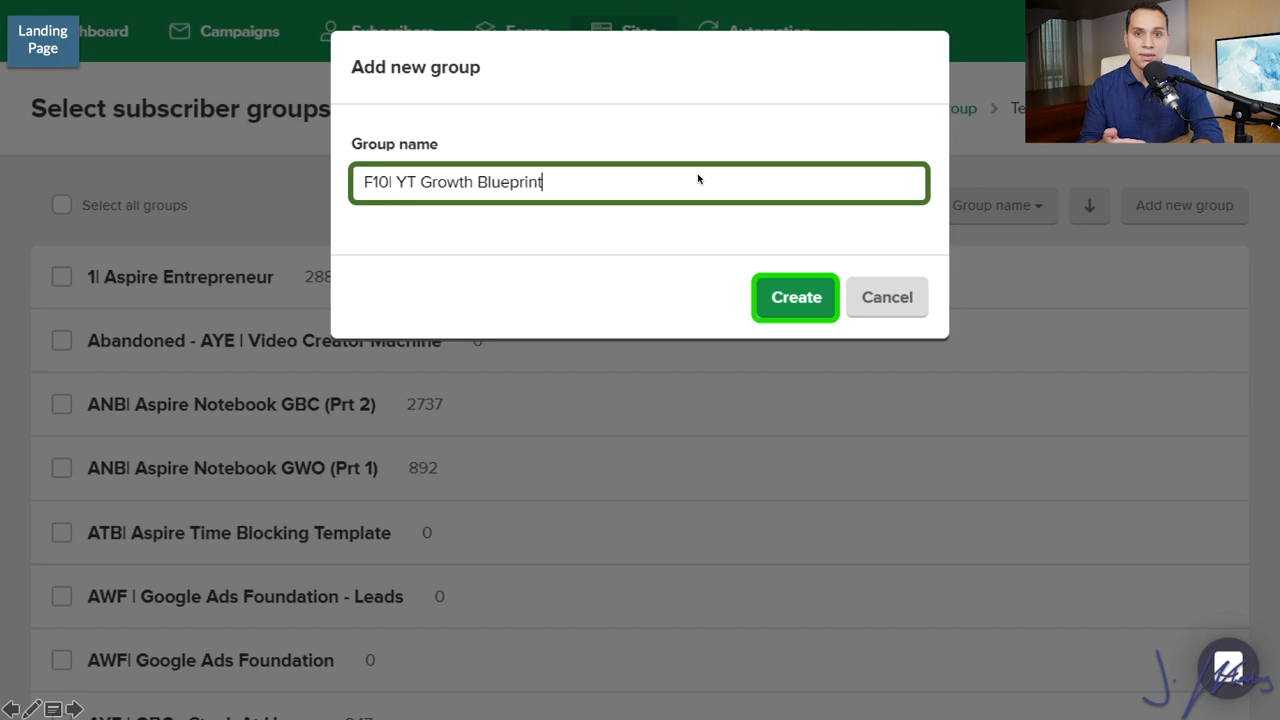 Landing
Page
hboard
Campaigns
Subscribers
Forms
Sites
Automation
Add new group
Select subscriber groups
oup > Te
Group name
F10| YT Growth Blueprint
Select all groups
Group name
Add new group
1| Aspire Entrepreneur 288
Create
Cancel
Abandoned - AYE | Video Creator Machine 0
ANB| Aspire Notebook GBC (Prt 2) 2737
ANB| Aspire Notebook GWO (Prt 1) 892
ATB| Aspire Time Blocking Template 0
AWF | Google Ads Foundation - Leads 0
AWF| Google Ads Foundation 0